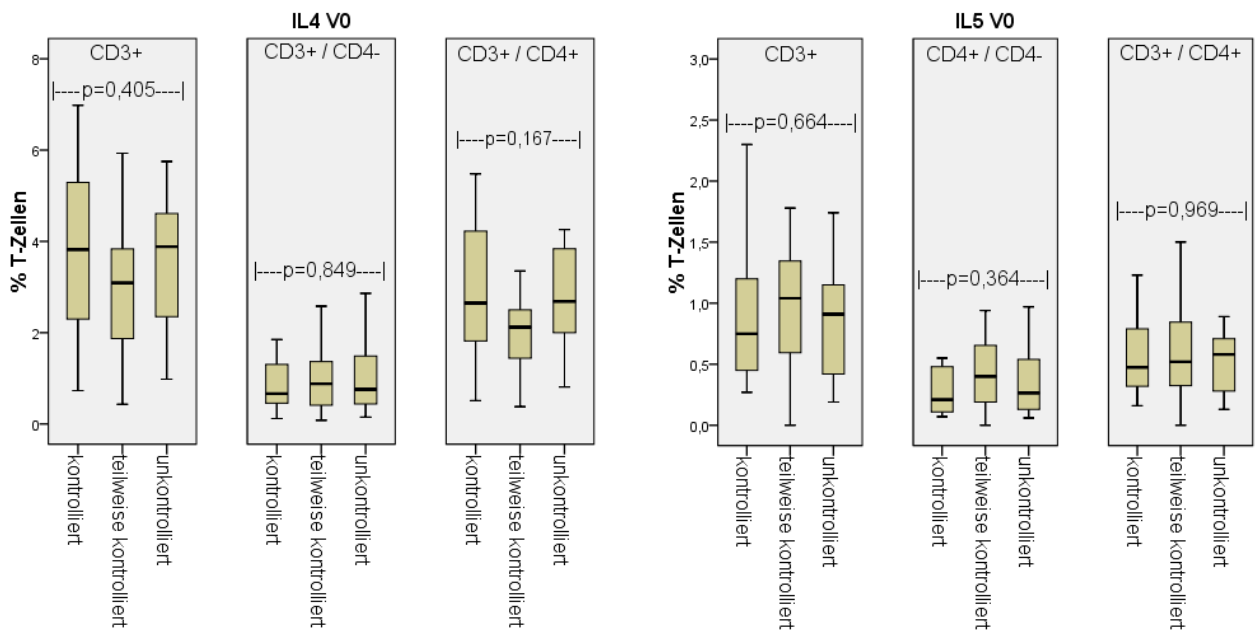 IL4 V0
% T-Zellen
8
6
4
2
0
CD3+
|----p=0,405----|
kontrolliert
teilweise kontrolliert
unkontrolliert
CD3+ / CD4-
|----p=0,849----|
kontrolliert
teilweise kontrolliert
unkontrolliert
CD3+ / CD4+
|----p=0,167----|
kontrolliert
teilweise kontrolliert
unkontrolliert
IL5 V0
% T-Zellen
3,0
2,5
2,0
1,5
1,0
0,5
0,0
CD3+
|----p=0,664----|
kontrolliert
teilweise kontrolliert
unkontrolliert
CD4+ / CD4-
|----p=0,364----|
kontrolliert
teilweise kontrolliert
unkontrolliert
CD3+ / CD4+
|----p=0,969----|
kontrolliert
teilweise kontrolliert
unkontrolliert